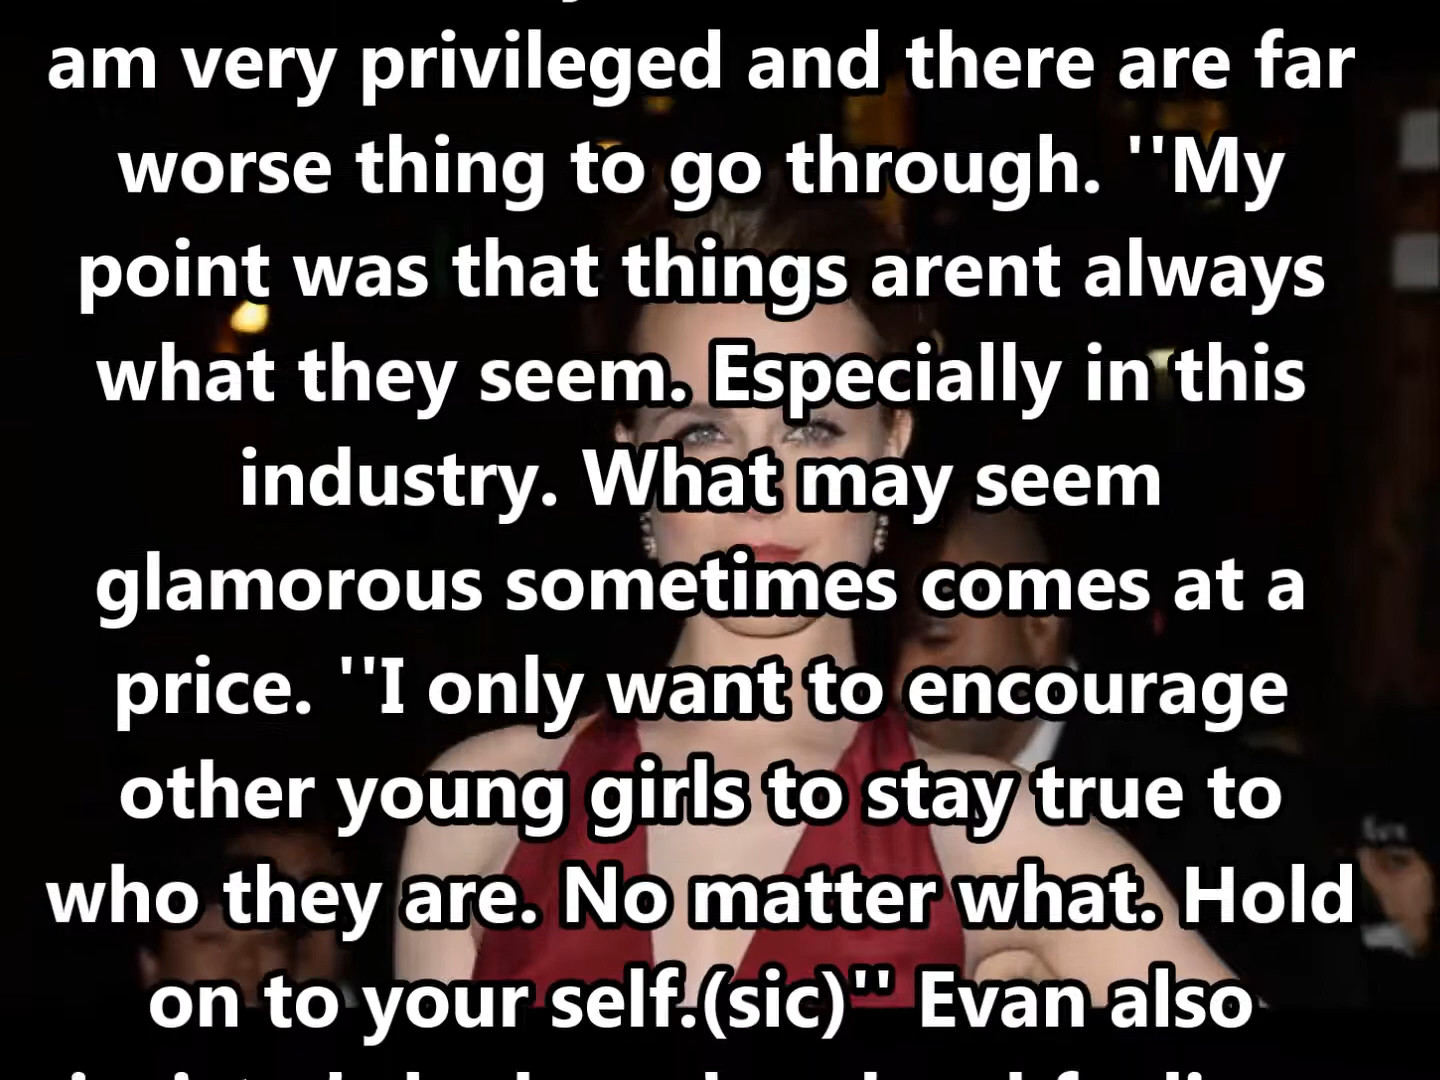 am very privileged and there are far
worse thing to go through. ''My
point was that things arent always
what they seem. Especially in this
industry. What may seem
glamorous sometimes comes at a
price. ''I only want to encourage
other young girls to stay true to
who they are. No matter what. Hold
on to your self.(sic)'' Evan also